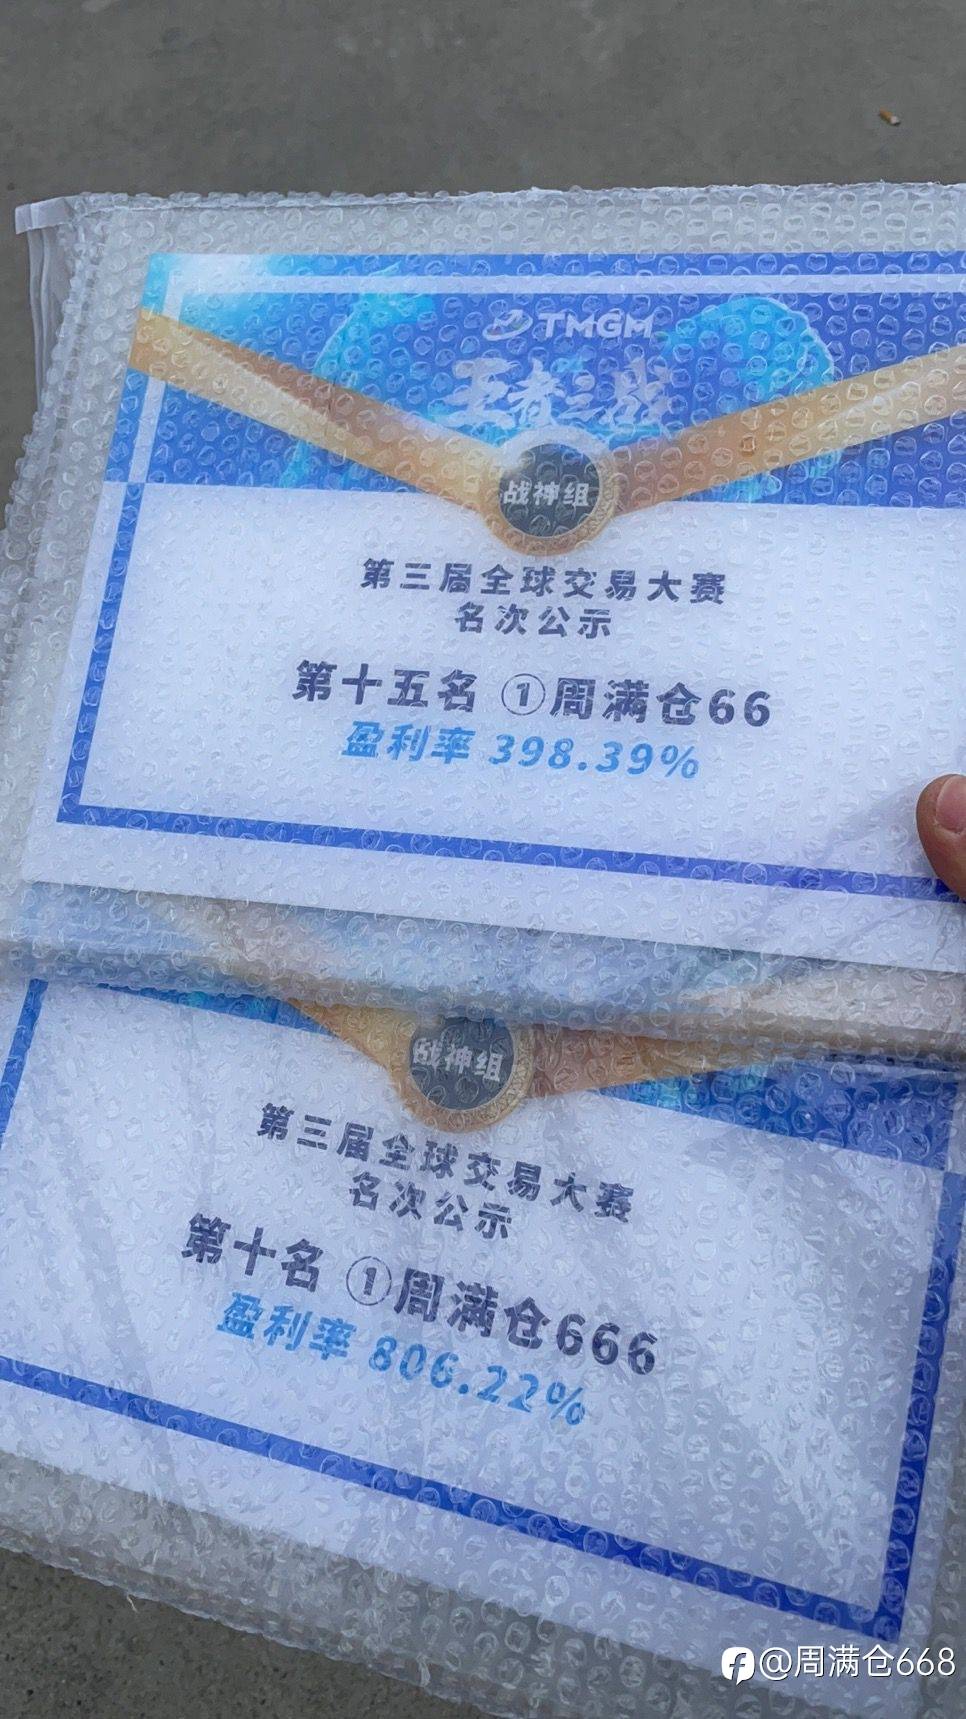 TMGM
王者之战
战神组
第三届全球交易大赛
名次公示
第十五名 ①周满仓66
盈利率 398.39%
战神组
第三届全球交易大赛
名次公示
第十名 ①周满仓666
盈利率 806.22%
@周满仓668